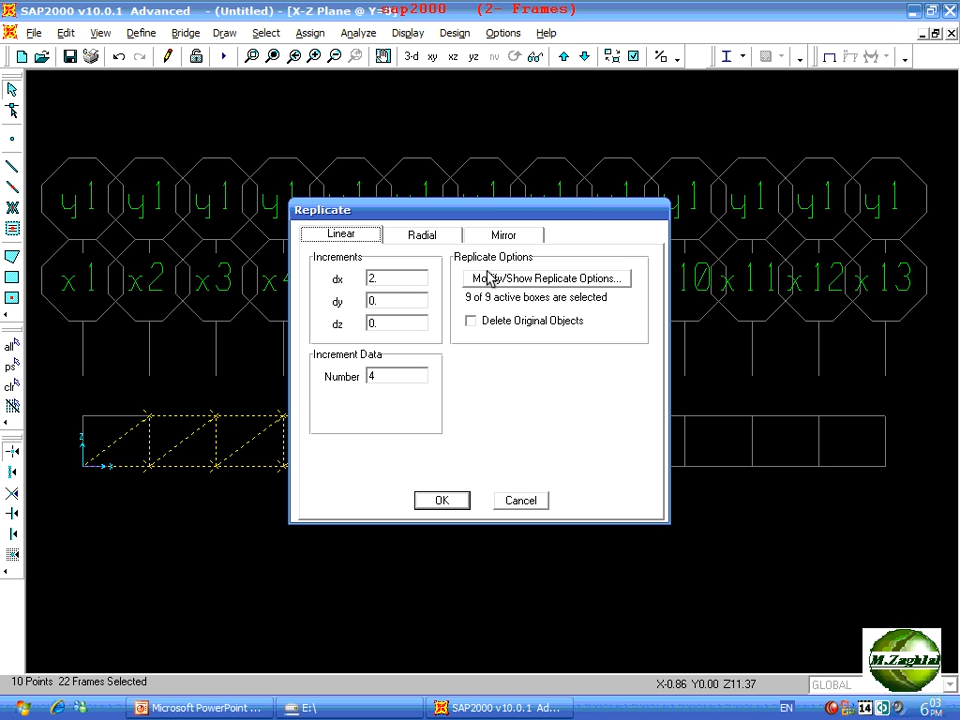 SAP2000 v10.0.1 Advanced - (Untitled) - [X-Z Plane @ Y=
sap2000 (2- Frames)
File Edit View Define Bridge Draw Select Assign Analyze Display Design Options Help
3-d xy xz yz nv
y1 y1 y1 y1
x1 x2 x3 x4
10 x11 x12 x13
Replicate
Linear Radial Mirror
Increments
dx 2.
dy 0.
dz 0.
Increment Data
Number 4
Replicate Options
Modify/Show Replicate Options...
9 of 9 active boxes are selected
Delete Original Objects
OK Cancel
all
ps
clr
z
10 Points 22 Frames Selected
X-0.86 Y0.00 Z11.37
GLOBAL
M.Zaghlal
Microsoft PowerPoint ...
E:\
SAP2000 v10.0.1 Ad...
EN
14
6:03 PM